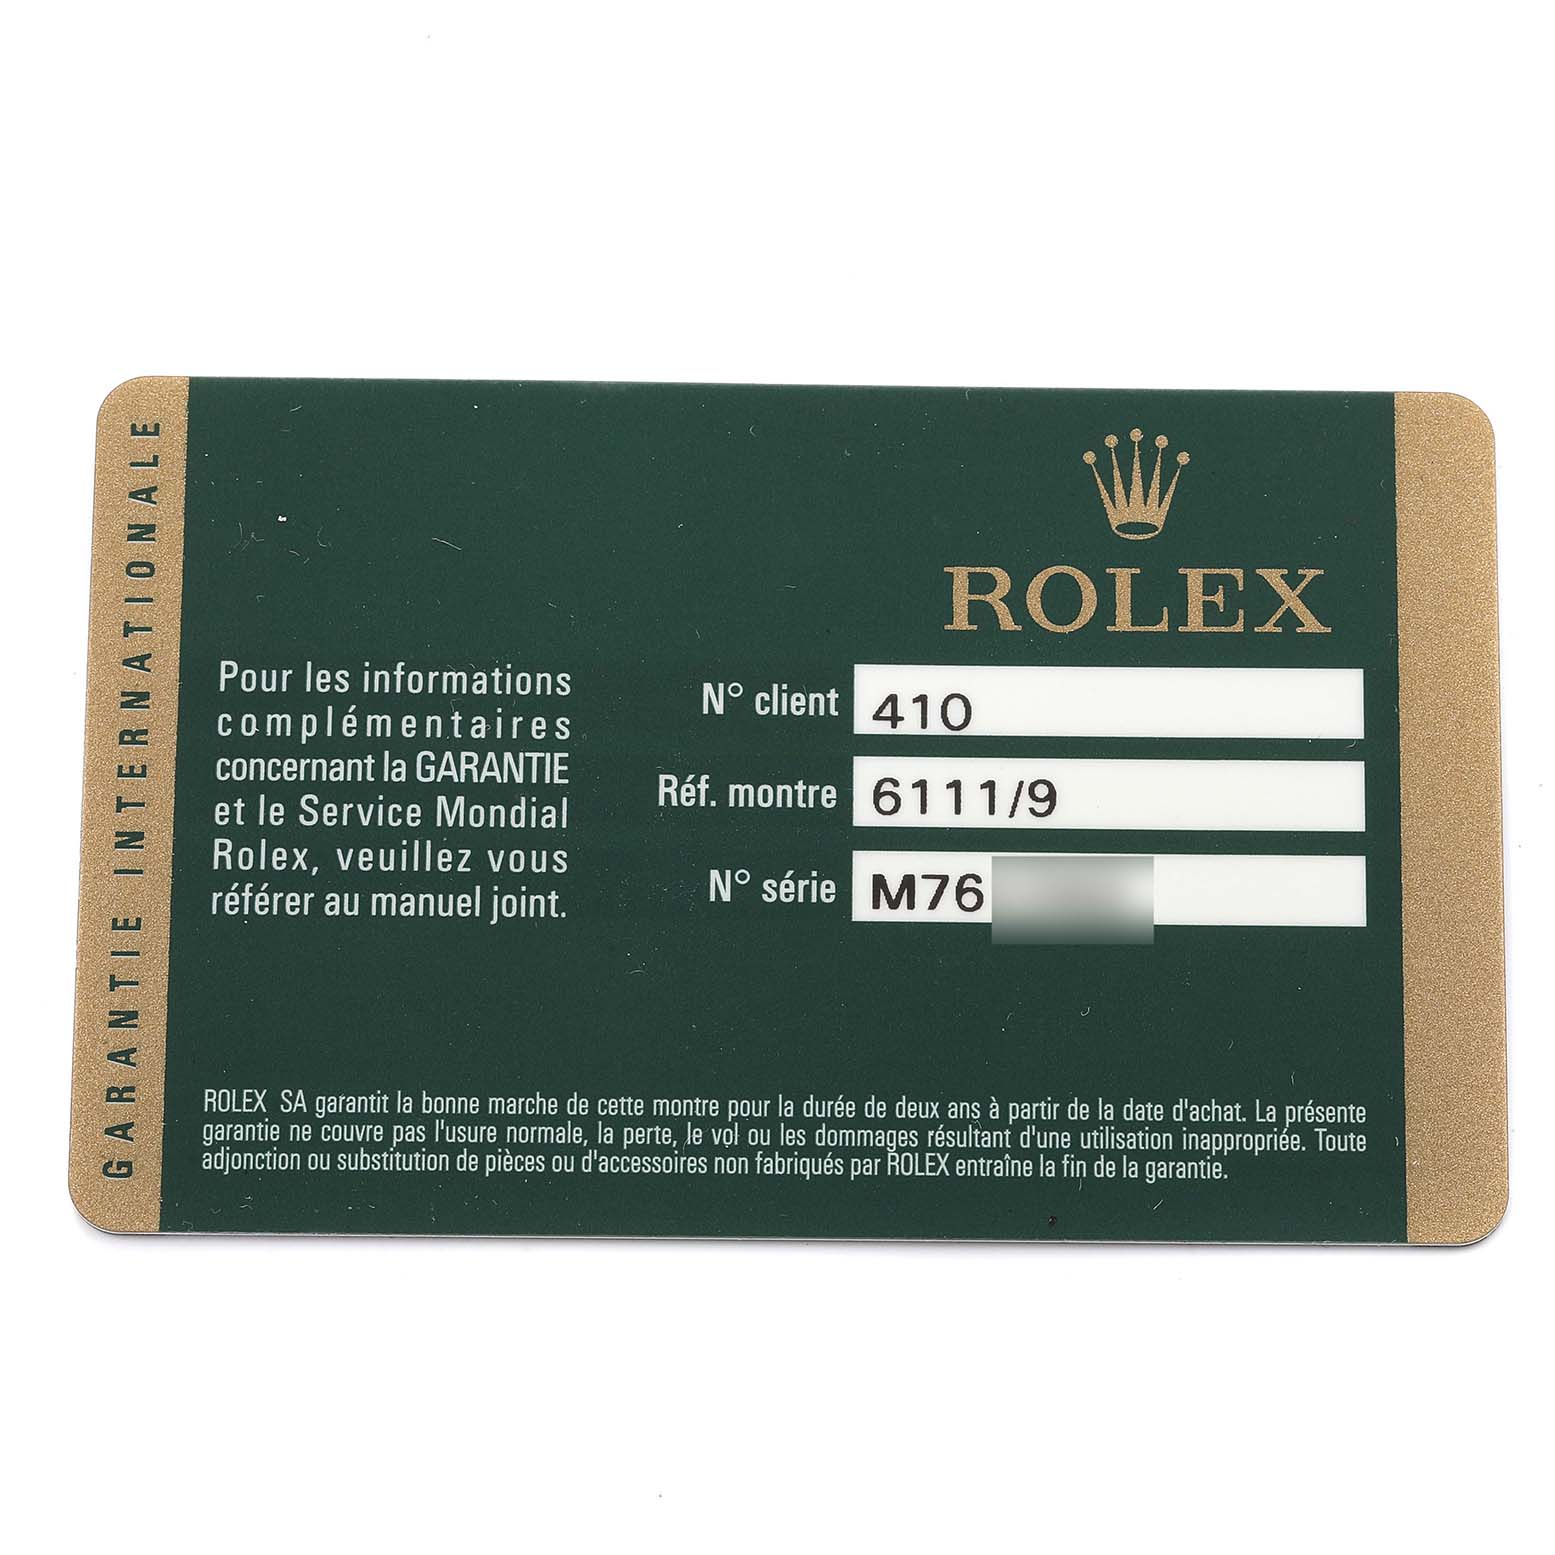 GARANTIE INTERNATIONALE
ROLEX
Pour les informations
complémentaires
concernant la GARANTIE
et le Service Mondial
Rolex, veuillez vous
référer au manuel joint.
N° client 410
Réf. montre 6111/9
N° série M76
ROLEX SA garantit la bonne marche de cette montre pour la durée de deux ans à partir de la date d'achat. La présente
garantie ne couvre pas l'usure normale, la perte, le vol ou les dommages résultant d'une utilisation inappropriée. Toute
adjonction ou substitution de pièces ou d'accessoires non fabriqués par ROLEX entraîne la fin de la garantie.